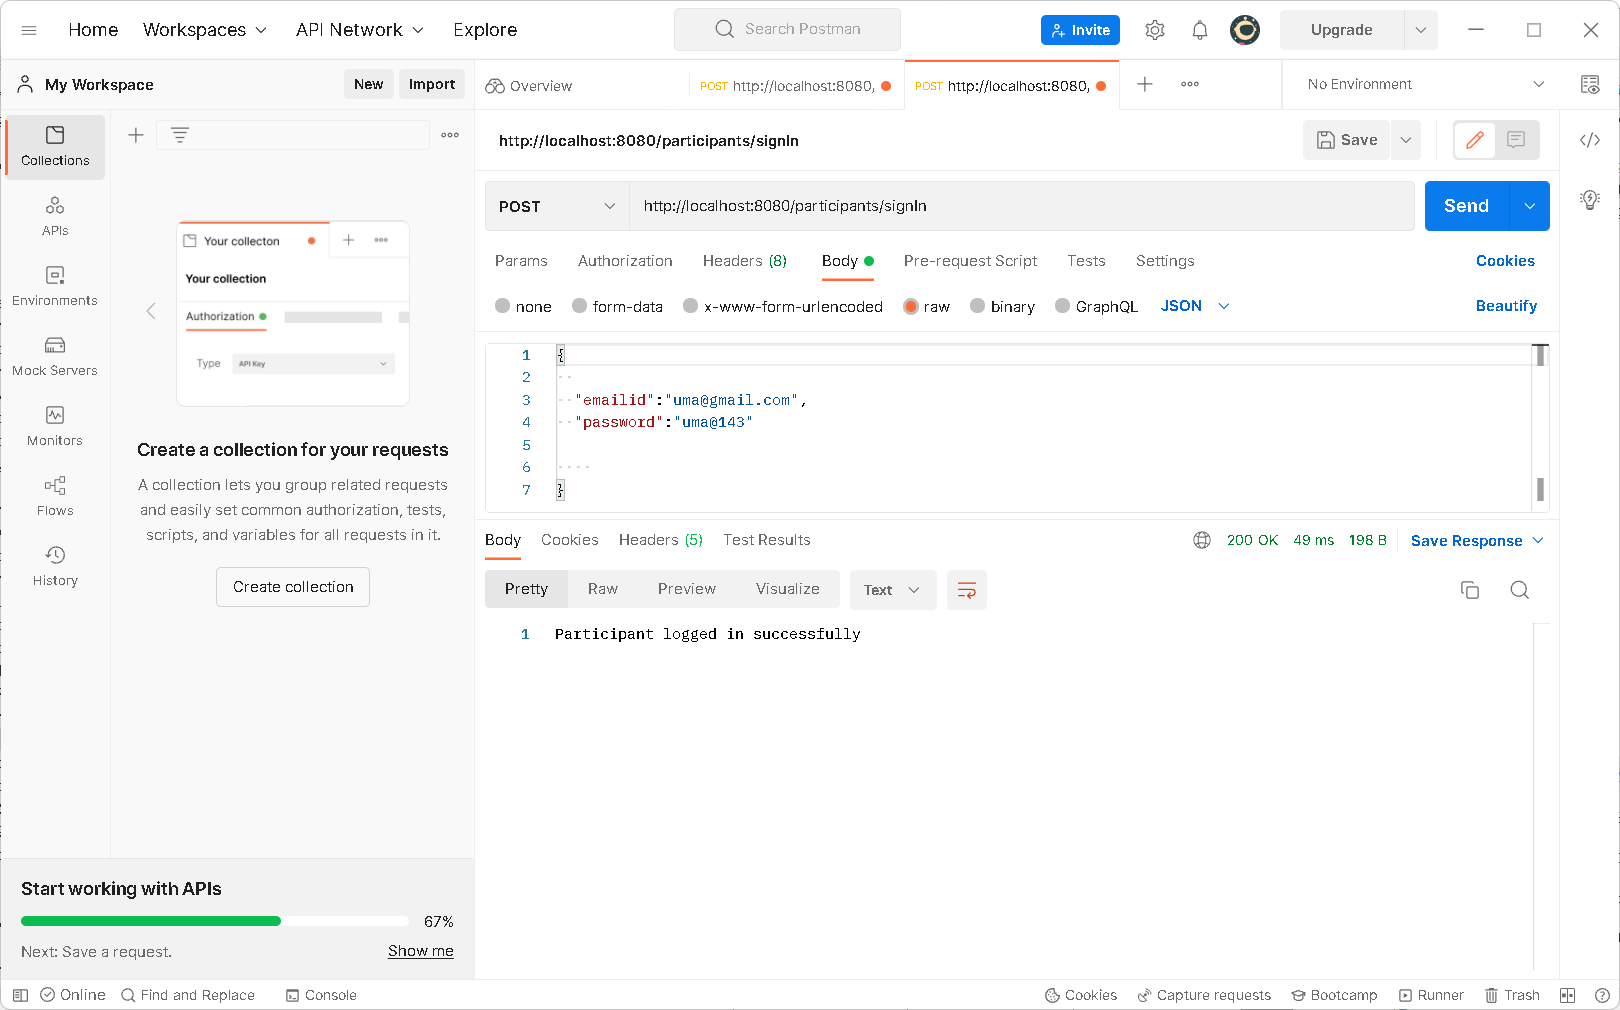 Home Workspaces API Network Explore Search Postman Invite Upgrade
My Workspace New Import Overview POST http://localhost:8080, POST http://localhost:8080, No Environment
Collections
APIs
Environments
Mock Servers
Monitors
Flows
History
Your collecton
Your collection
Authorization
Type API Key
Create a collection for your requests
A collection lets you group related requests
and easily set common authorization, tests,
scripts, and variables for all requests in it.
Create collection
Start working with APIs
67%
Next: Save a request. Show me
http://localhost:8080/participants/signIn Save
POST http://localhost:8080/participants/signIn Send
Params Authorization Headers (8) Body Pre-request Script Tests Settings Cookies
none form-data x-www-form-urlencoded raw binary GraphQL JSON Beautify
1 {
2
3 "emailid":"uma@gmail.com",
4 "password":"uma@143"
5
6
7 }
Body Cookies Headers (5) Test Results 200 OK 49 ms 198 B Save Response
Pretty Raw Preview Visualize Text
1 Participant logged in successfully
Online Find and Replace Console Cookies Capture requests Bootcamp Runner Trash